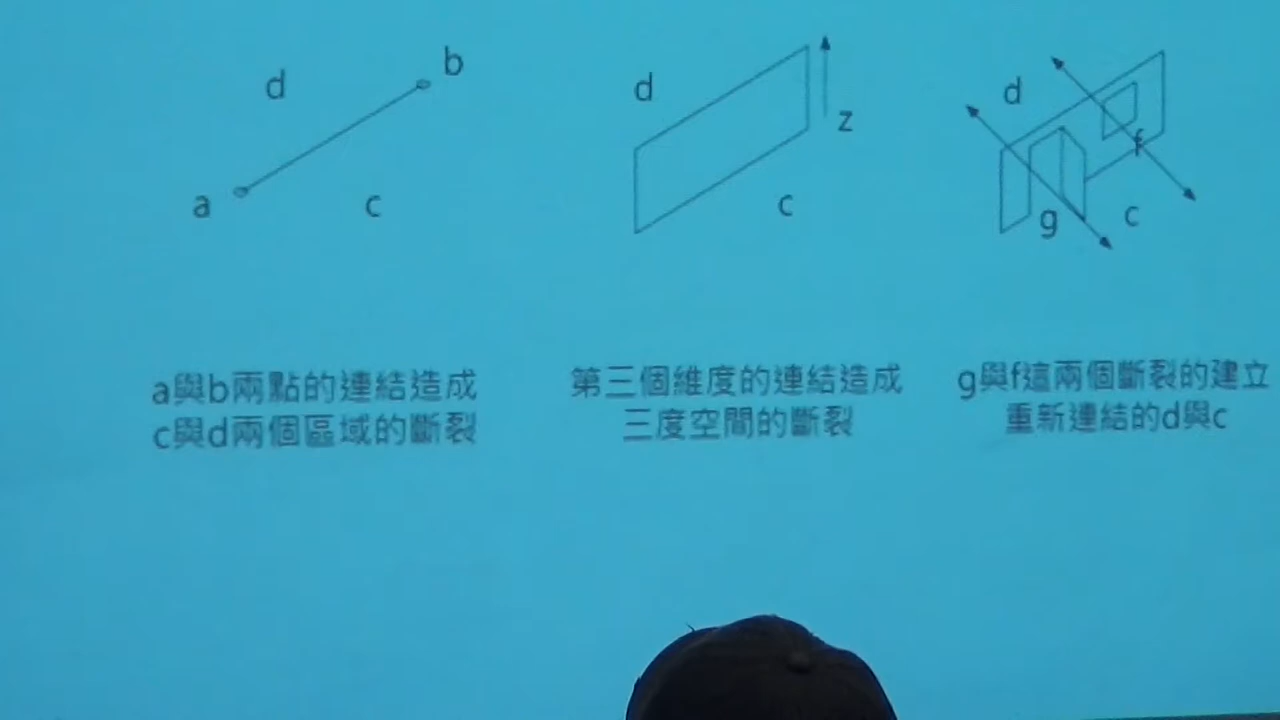 d
b
a
c
d
z
c
d
f
g
c
a與b兩點的連結造成
c與d兩個區域的斷裂
第三個維度的連結造成
三度空間的斷裂
g與f這兩個斷裂的建立
重新連結的d與c